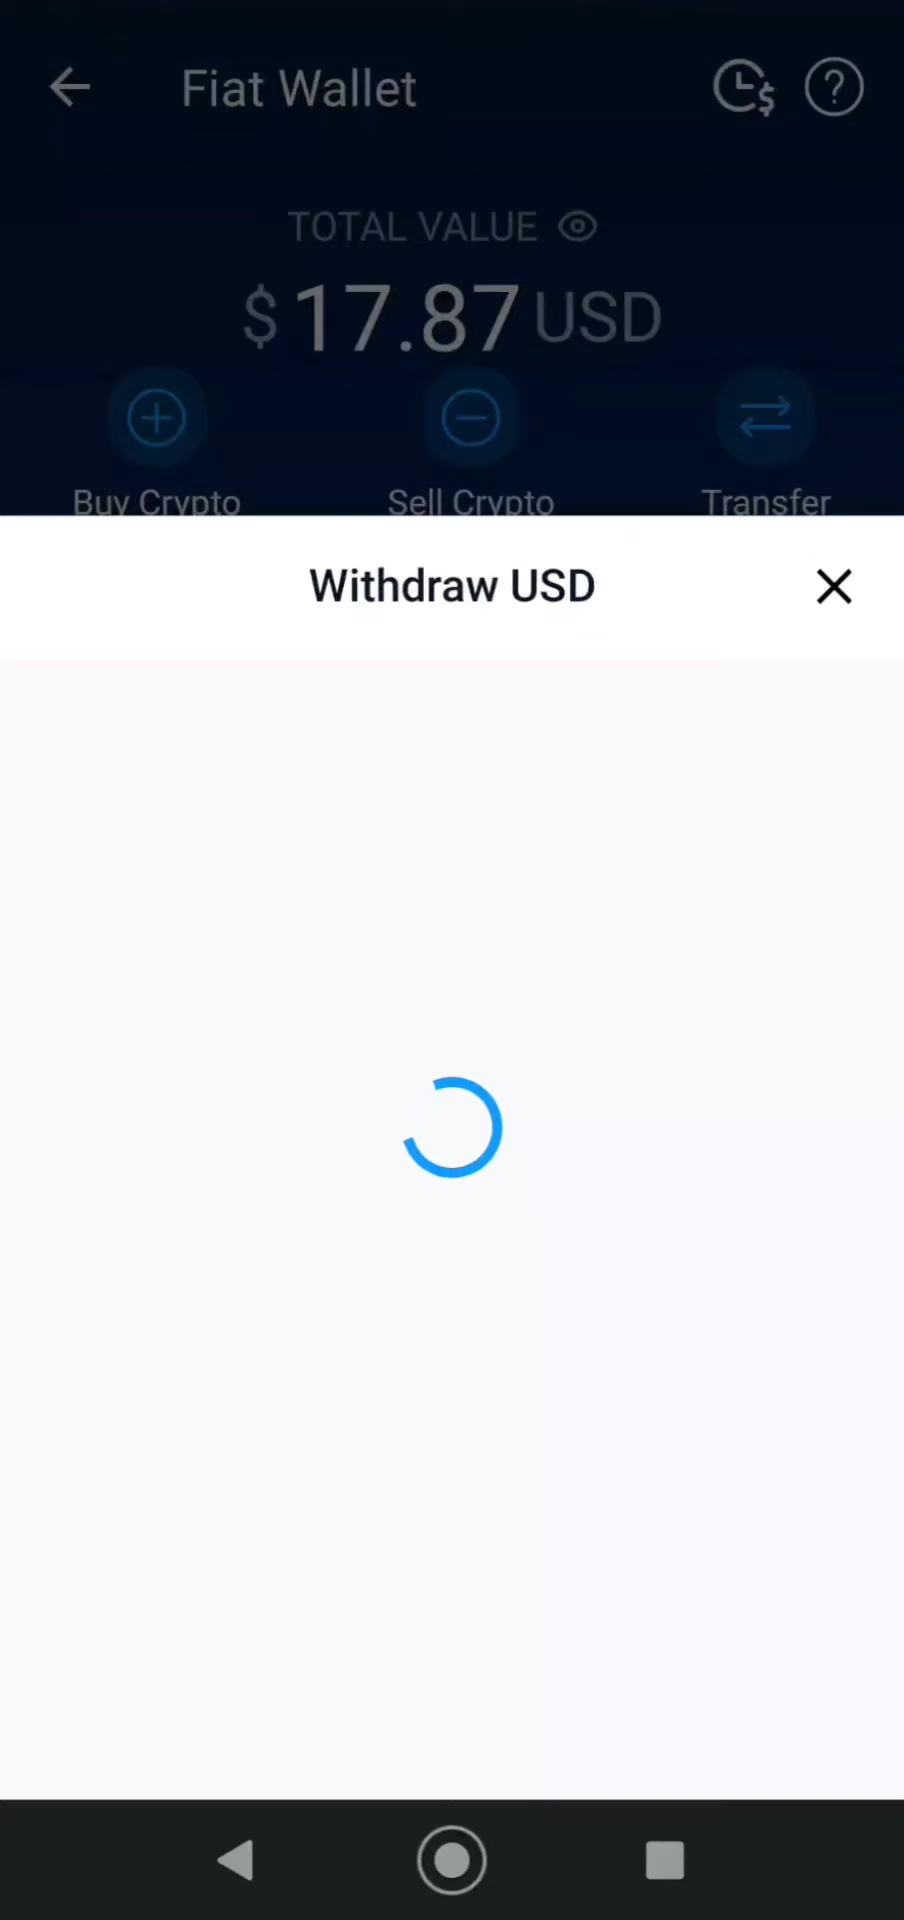 Fiat Wallet
TOTAL VALUE
$17.87 USD
Buy Crypto
Sell Crypto
Transfer
Withdraw USD